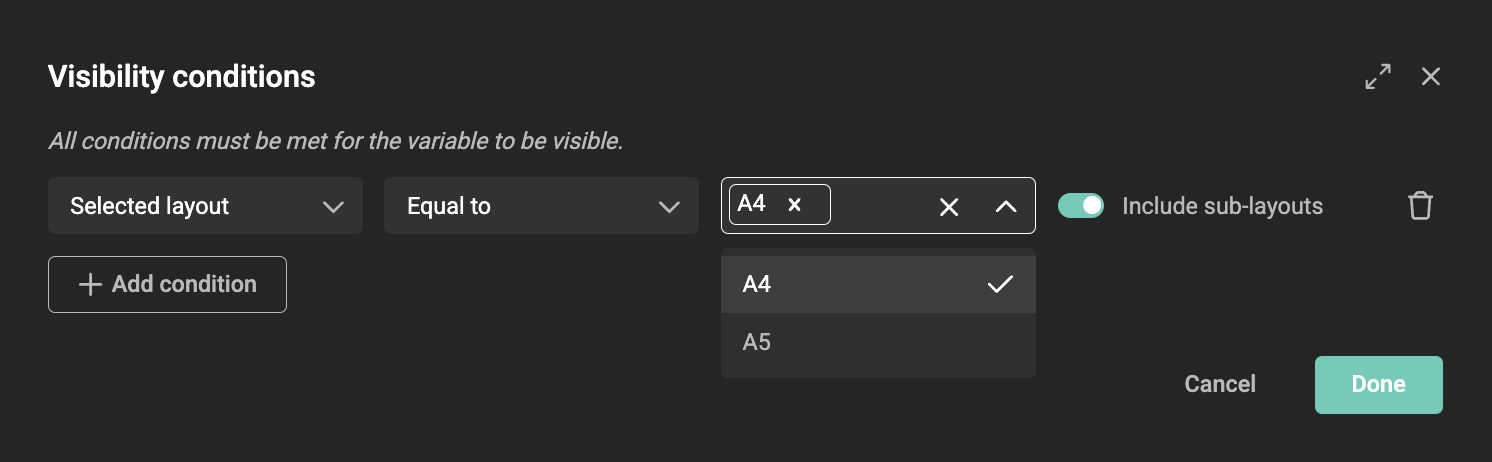 Visibility conditions
All conditions must be met for the variable to be visible.
Selected layout Equal to A4 Include sub-layouts
Add condition
A4
A5
Cancel Done